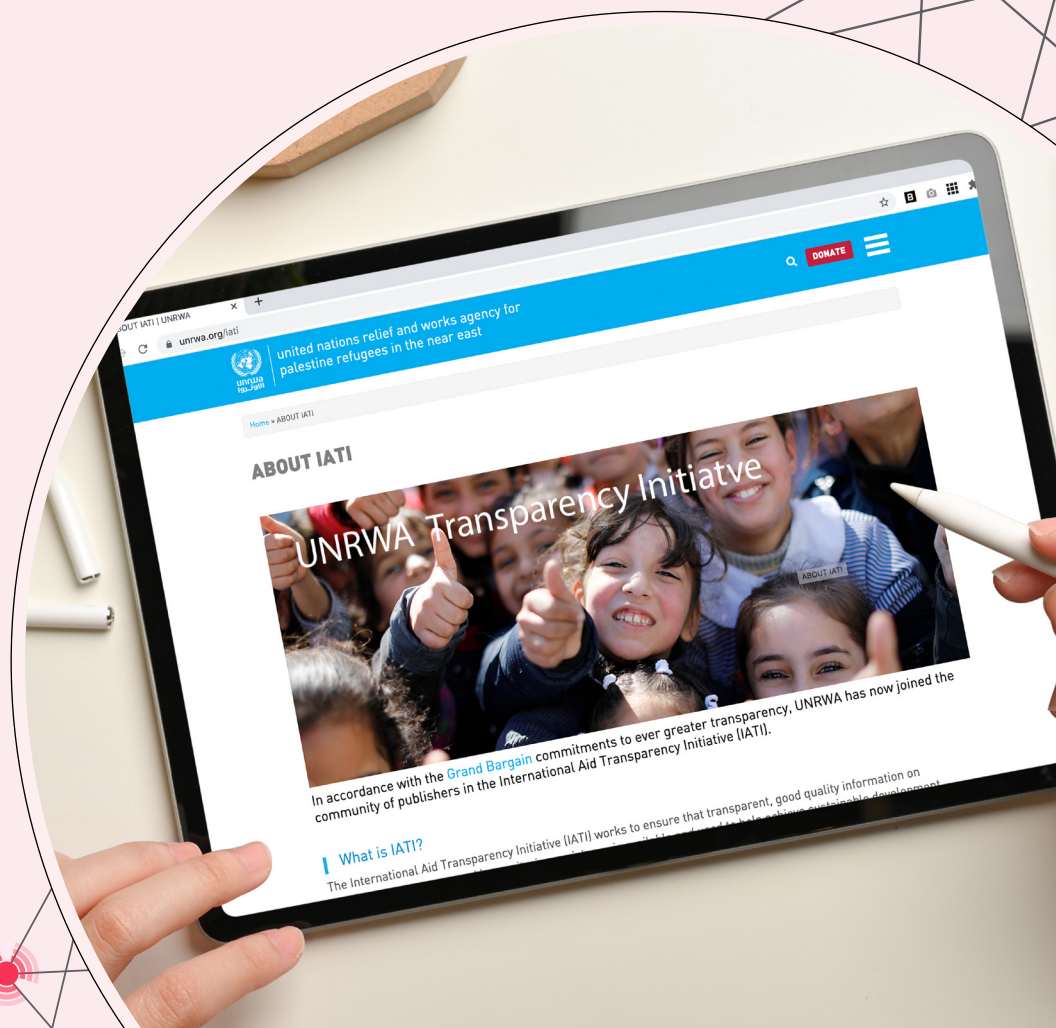 BOUT IATI | UNRWA × +
unrwa.org/iati
B
DONATE
unrwa
الأونروا
united nations relief and works agency for
palestine refugees in the near east
Home » ABOUT IATI
ABOUT IATI
UNRWA Transparency Initiatve
ABOUT IATI
In accordance with the Grand Bargain commitments to ever greater transparency, UNRWA has now joined the
community of publishers in the International Aid Transparency Initiative (IATI).
What is IATI?
The International Aid Transparency Initiative (IATI) works to ensure that transparent, good quality information on